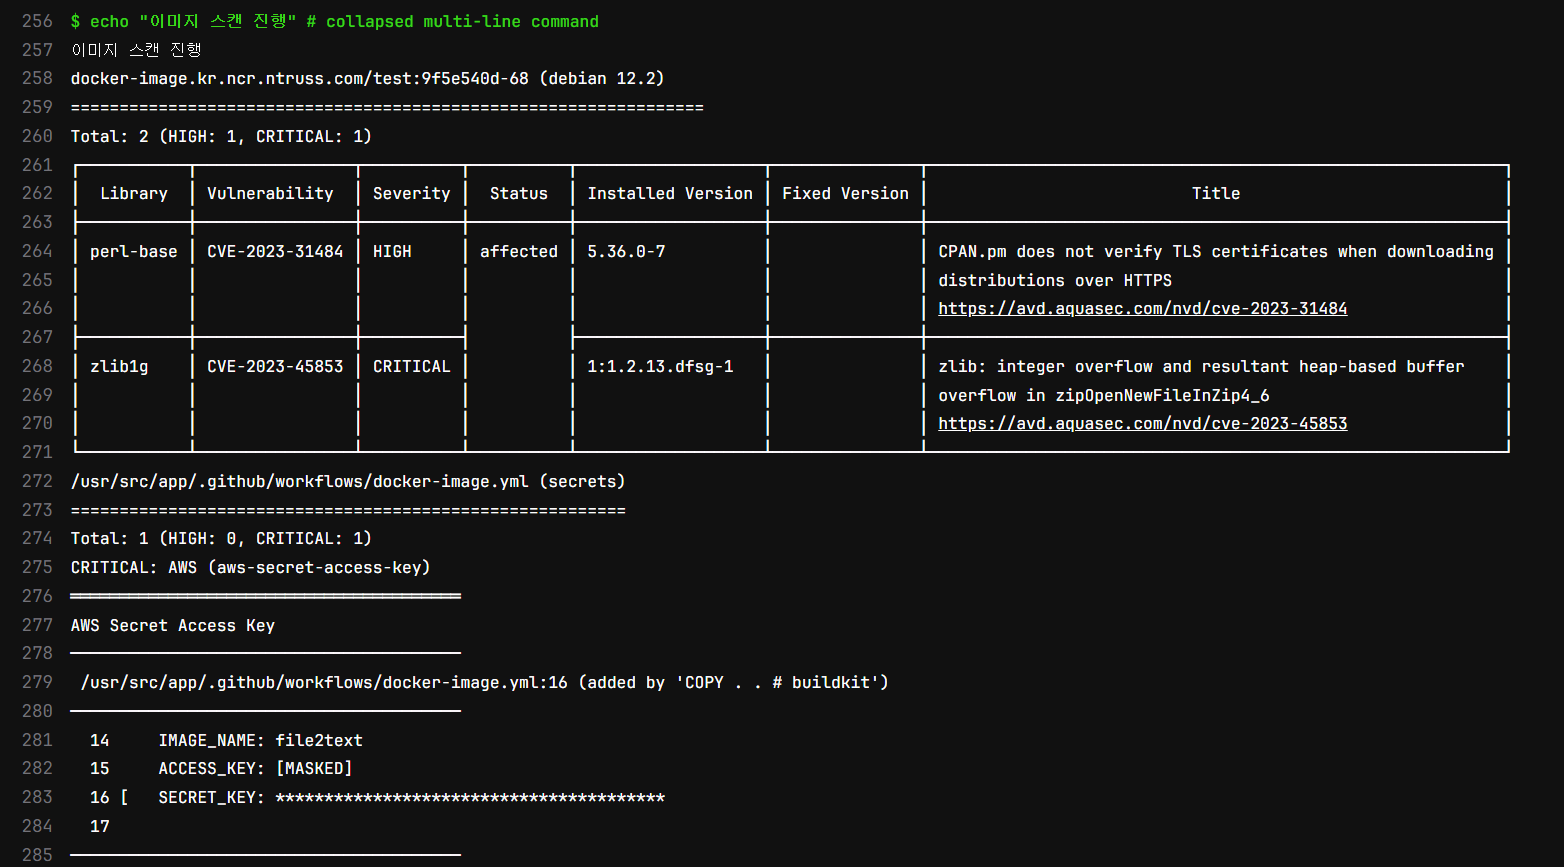 256 $ echo "이미지 스캔 진행" # collapsed multi-line command
257 이미지 스캔 진행
258 docker-image.kr.ncr.ntruss.com/test:9f5e540d-68 (debian 12.2)
259 =================================================================
260 Total: 2 (HIGH: 1, CRITICAL: 1)
261
262 Library Vulnerability Severity Status Installed Version Fixed Version Title
263
264 perl-base CVE-2023-31484 HIGH affected 5.36.0-7 CPAN.pm does not verify TLS certificates when downloading
265 distributions over HTTPS
266 https://avd.aquasec.com/nvd/cve-2023-31484
267
268 zlib1g CVE-2023-45853 CRITICAL 1:1.2.13.dfsg-1 zlib: integer overflow and resultant heap-based buffer
269 overflow in zipOpenNewFileInZip4_6
270 https://avd.aquasec.com/nvd/cve-2023-45853
271
272 /usr/src/app/.github/workflows/docker-image.yml (secrets)
273 =========================================================
274 Total: 1 (HIGH: 0, CRITICAL: 1)
275 CRITICAL: AWS (aws-secret-access-key)
276 ════════════════════════════════════════
277 AWS Secret Access Key
278 ────────────────────────────────────────
279 /usr/src/app/.github/workflows/docker-image.yml:16 (added by 'COPY . . # buildkit')
280 ────────────────────────────────────────
281 14 IMAGE_NAME: file2text
282 15 ACCESS_KEY: [MASKED]
283 16 [ SECRET_KEY: ****************************************
284 17
285 ────────────────────────────────────────